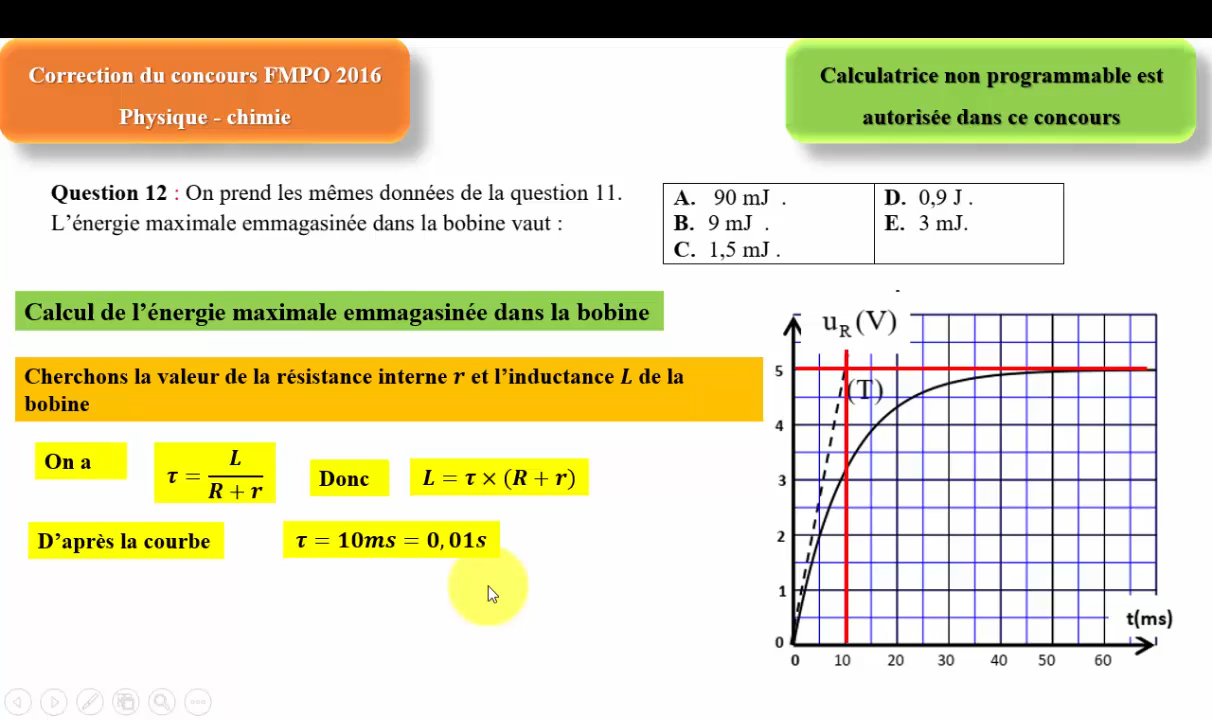 Correction du concours FMPO 2016
Physique - chimie
Calculatrice non programmable est
autorisée dans ce concours
Question 12 : On prend les mêmes données de la question 11.
L’énergie maximale emmagasinée dans la bobine vaut :
A. 90 mJ .
B. 9 mJ .
C. 1,5 mJ .
D. 0,9 J .
E. 3 mJ.
Calcul de l’énergie maximale emmagasinée dans la bobine
Cherchons la valeur de la résistance interne r et l’inductance L de la
bobine
On a
τ = L / (R + r)
Donc
L = τ × (R + r)
D’après la courbe
τ = 10ms = 0, 01s
uR(V)
(T)
5
4
3
2
1
0
t(ms)
0 10 20 30 40 50 60